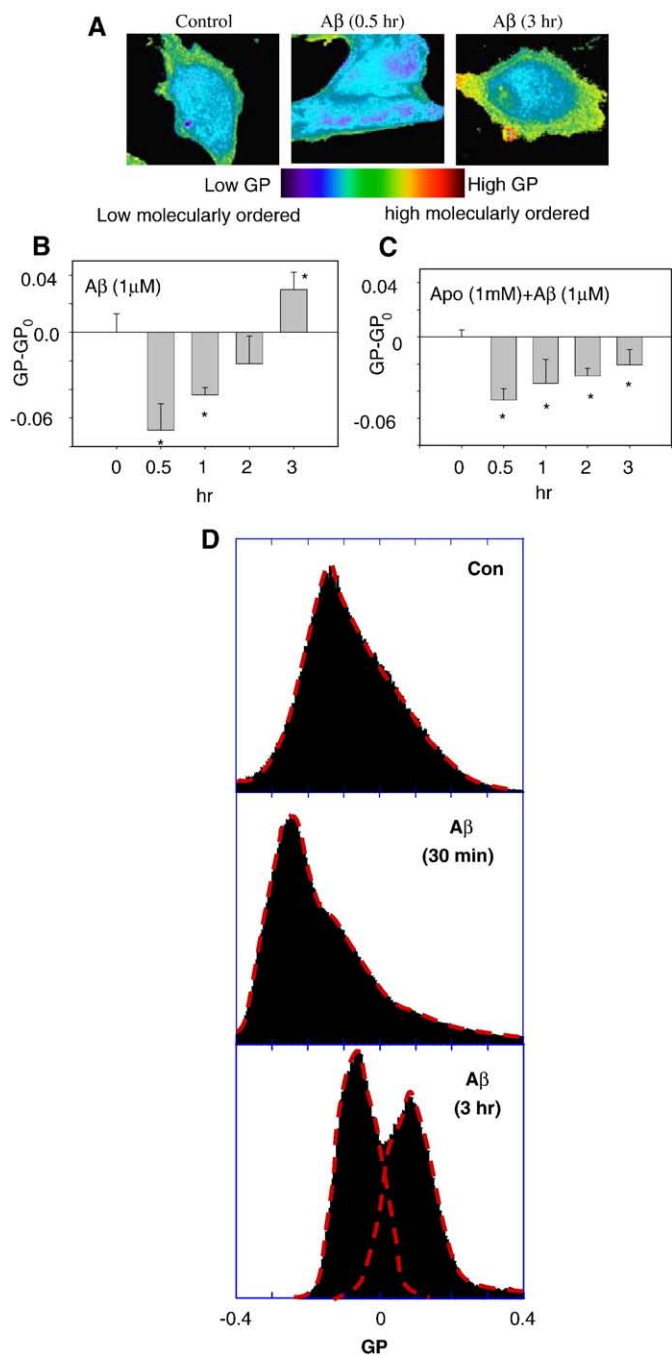 A
Control
Aβ (0.5 hr)
Aβ (3 hr)
Low GP
High GP
Low molecularly ordered
high molecularly ordered
B
Aβ (1μM)
GP-GP0
0.04
0.0
-0.06
*
*
*
0 0.5 1 2 3
hr
C
Apo (1mM)+Aβ (1μM)
0.04
0
-0.06
*
*
*
*
0 0.5 1 2 3
hr
D
Con
Aβ
(30 min)
Aβ
(3 hr)
-0.4 0 0.4
GP